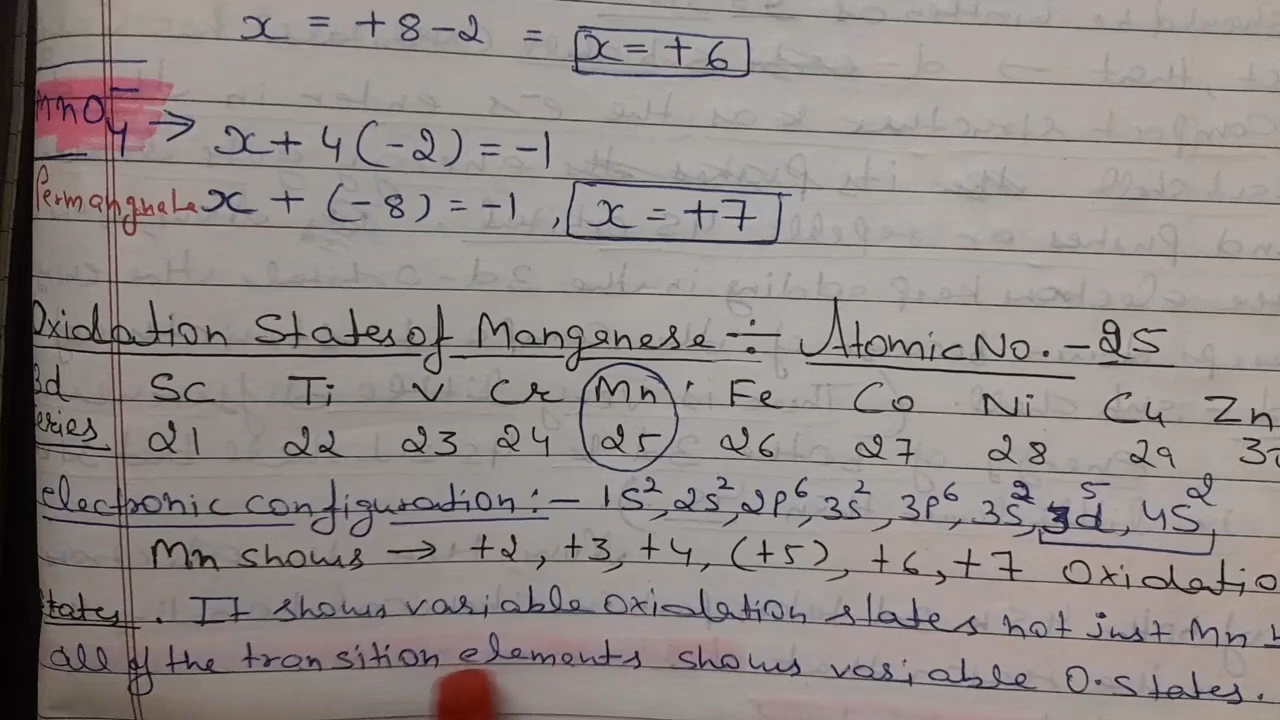 x = +8-2 = x = +6
MnO4⁻ → x + 4(-2) = -1
Permangnate x + (-8) = -1, x = +7
Oxidation States of Manganese ÷ Atomic No. - 25
3d Sc Ti V Cr Mn Fe Co Ni Cu Zn
eries 21 22 23 24 25 26 27 28 29
electronic configuration :- 1S², 2S², 2P⁶, 3S², 3P⁶, 3S², 3d⁵, 4S²,
Mn shows → +2, +3, +4, (+5), +6, +7 Oxidatio
States. It shows variable oxidation states not just Mn
all of the transition elements shows variable O. States.